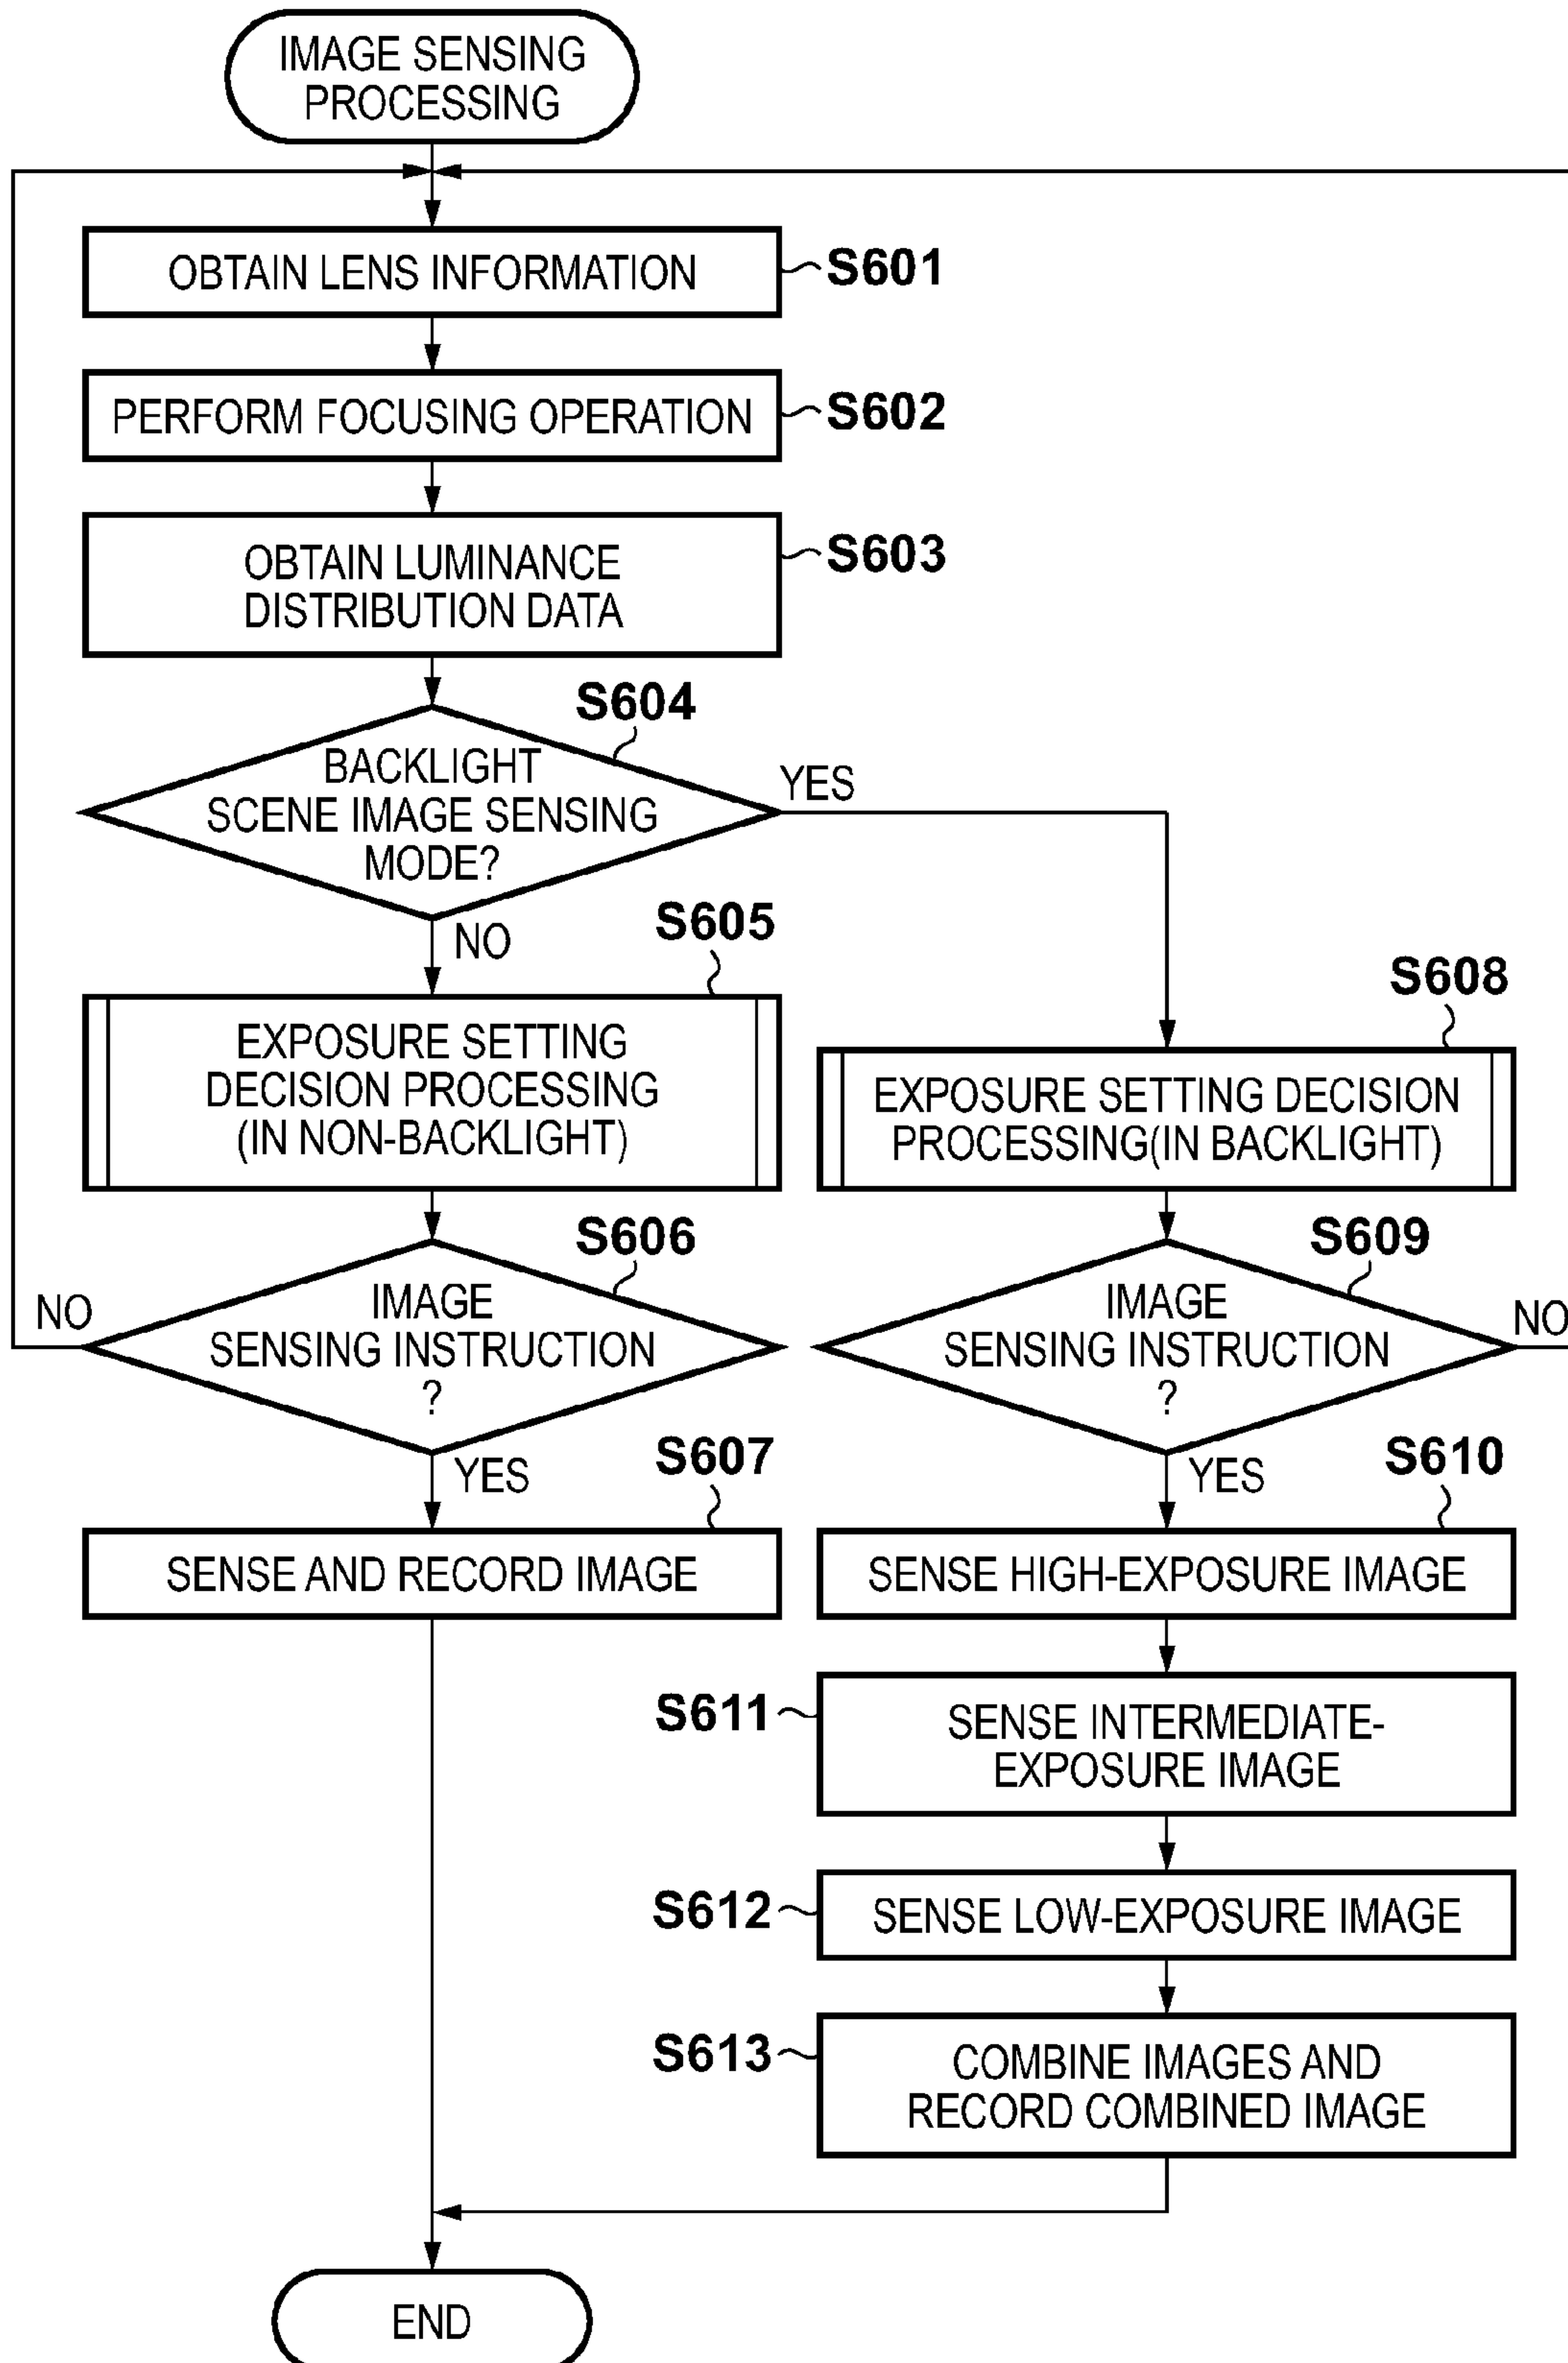 IMAGE SENSING
PROCESSING
OBTAIN LENS INFORMATION
S601
PERFORM FOCUSING OPERATION
S602
OBTAIN LUMINANCE
DISTRIBUTION DATA
S603
S604
BACKLIGHT
SCENE IMAGE SENSING
MODE?
YES
NO
S605
EXPOSURE SETTING
DECISION PROCESSING
(IN NON-BACKLIGHT)
S608
EXPOSURE SETTING DECISION
PROCESSING(IN BACKLIGHT)
S606
IMAGE
SENSING INSTRUCTION
?
NO
YES
S609
IMAGE
SENSING INSTRUCTION
?
NO
YES
S607
SENSE AND RECORD IMAGE
S610
SENSE HIGH-EXPOSURE IMAGE
S611
SENSE INTERMEDIATE-
EXPOSURE IMAGE
S612
SENSE LOW-EXPOSURE IMAGE
S613
COMBINE IMAGES AND
RECORD COMBINED IMAGE
END